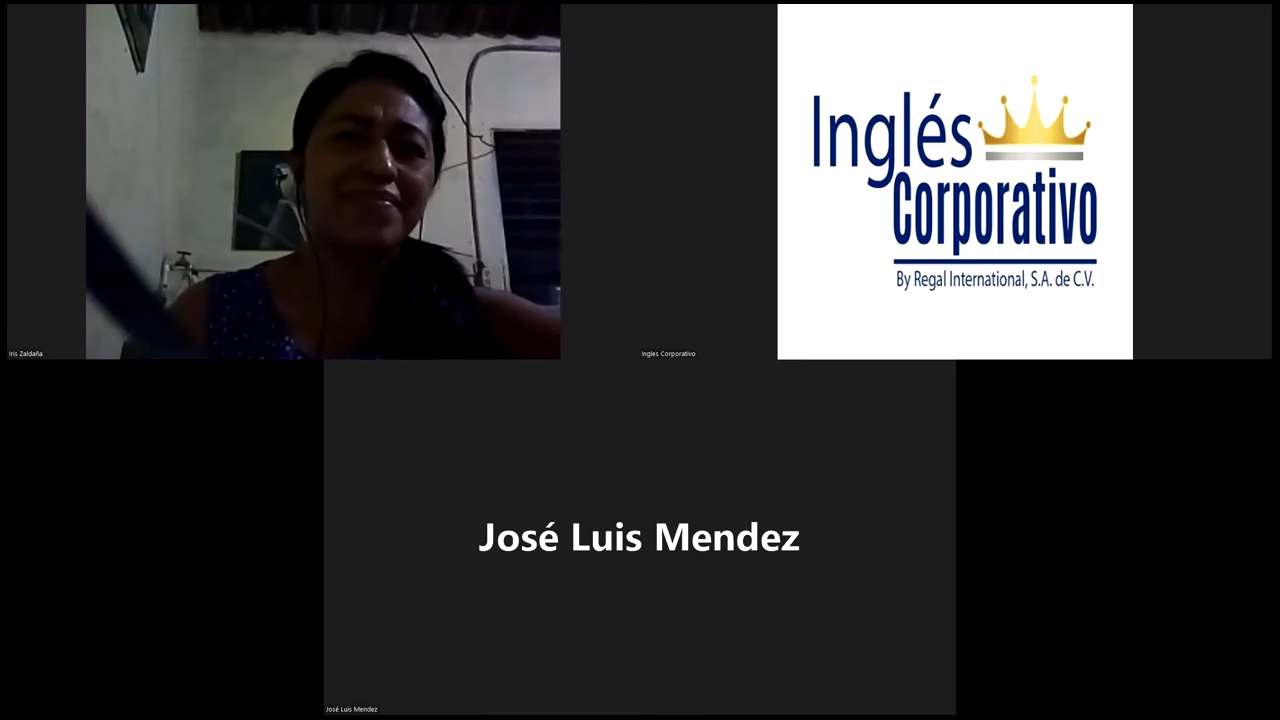 Inglés
Corporativo
By Regal International, S.A. de C.V.
Iris Zaldaña
Ingles Corporativo
José Luis Mendez
José Luis Mendez